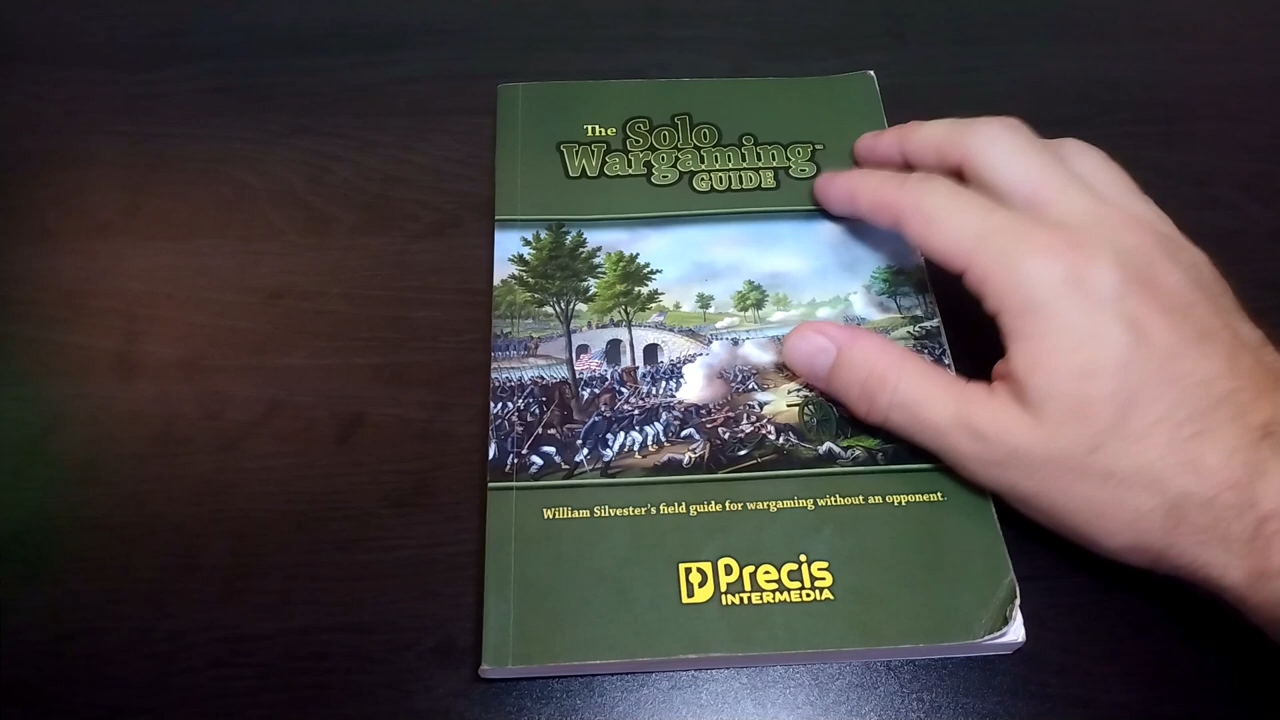 The Solo
Wargaming™
GUIDE
William Silvester's field guide for wargaming without an opponent.
Precis
INTERMEDIA